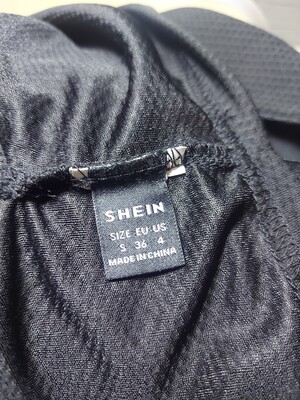 SHEIN
SIZE EU US
S 36 4
MADE IN CHINA